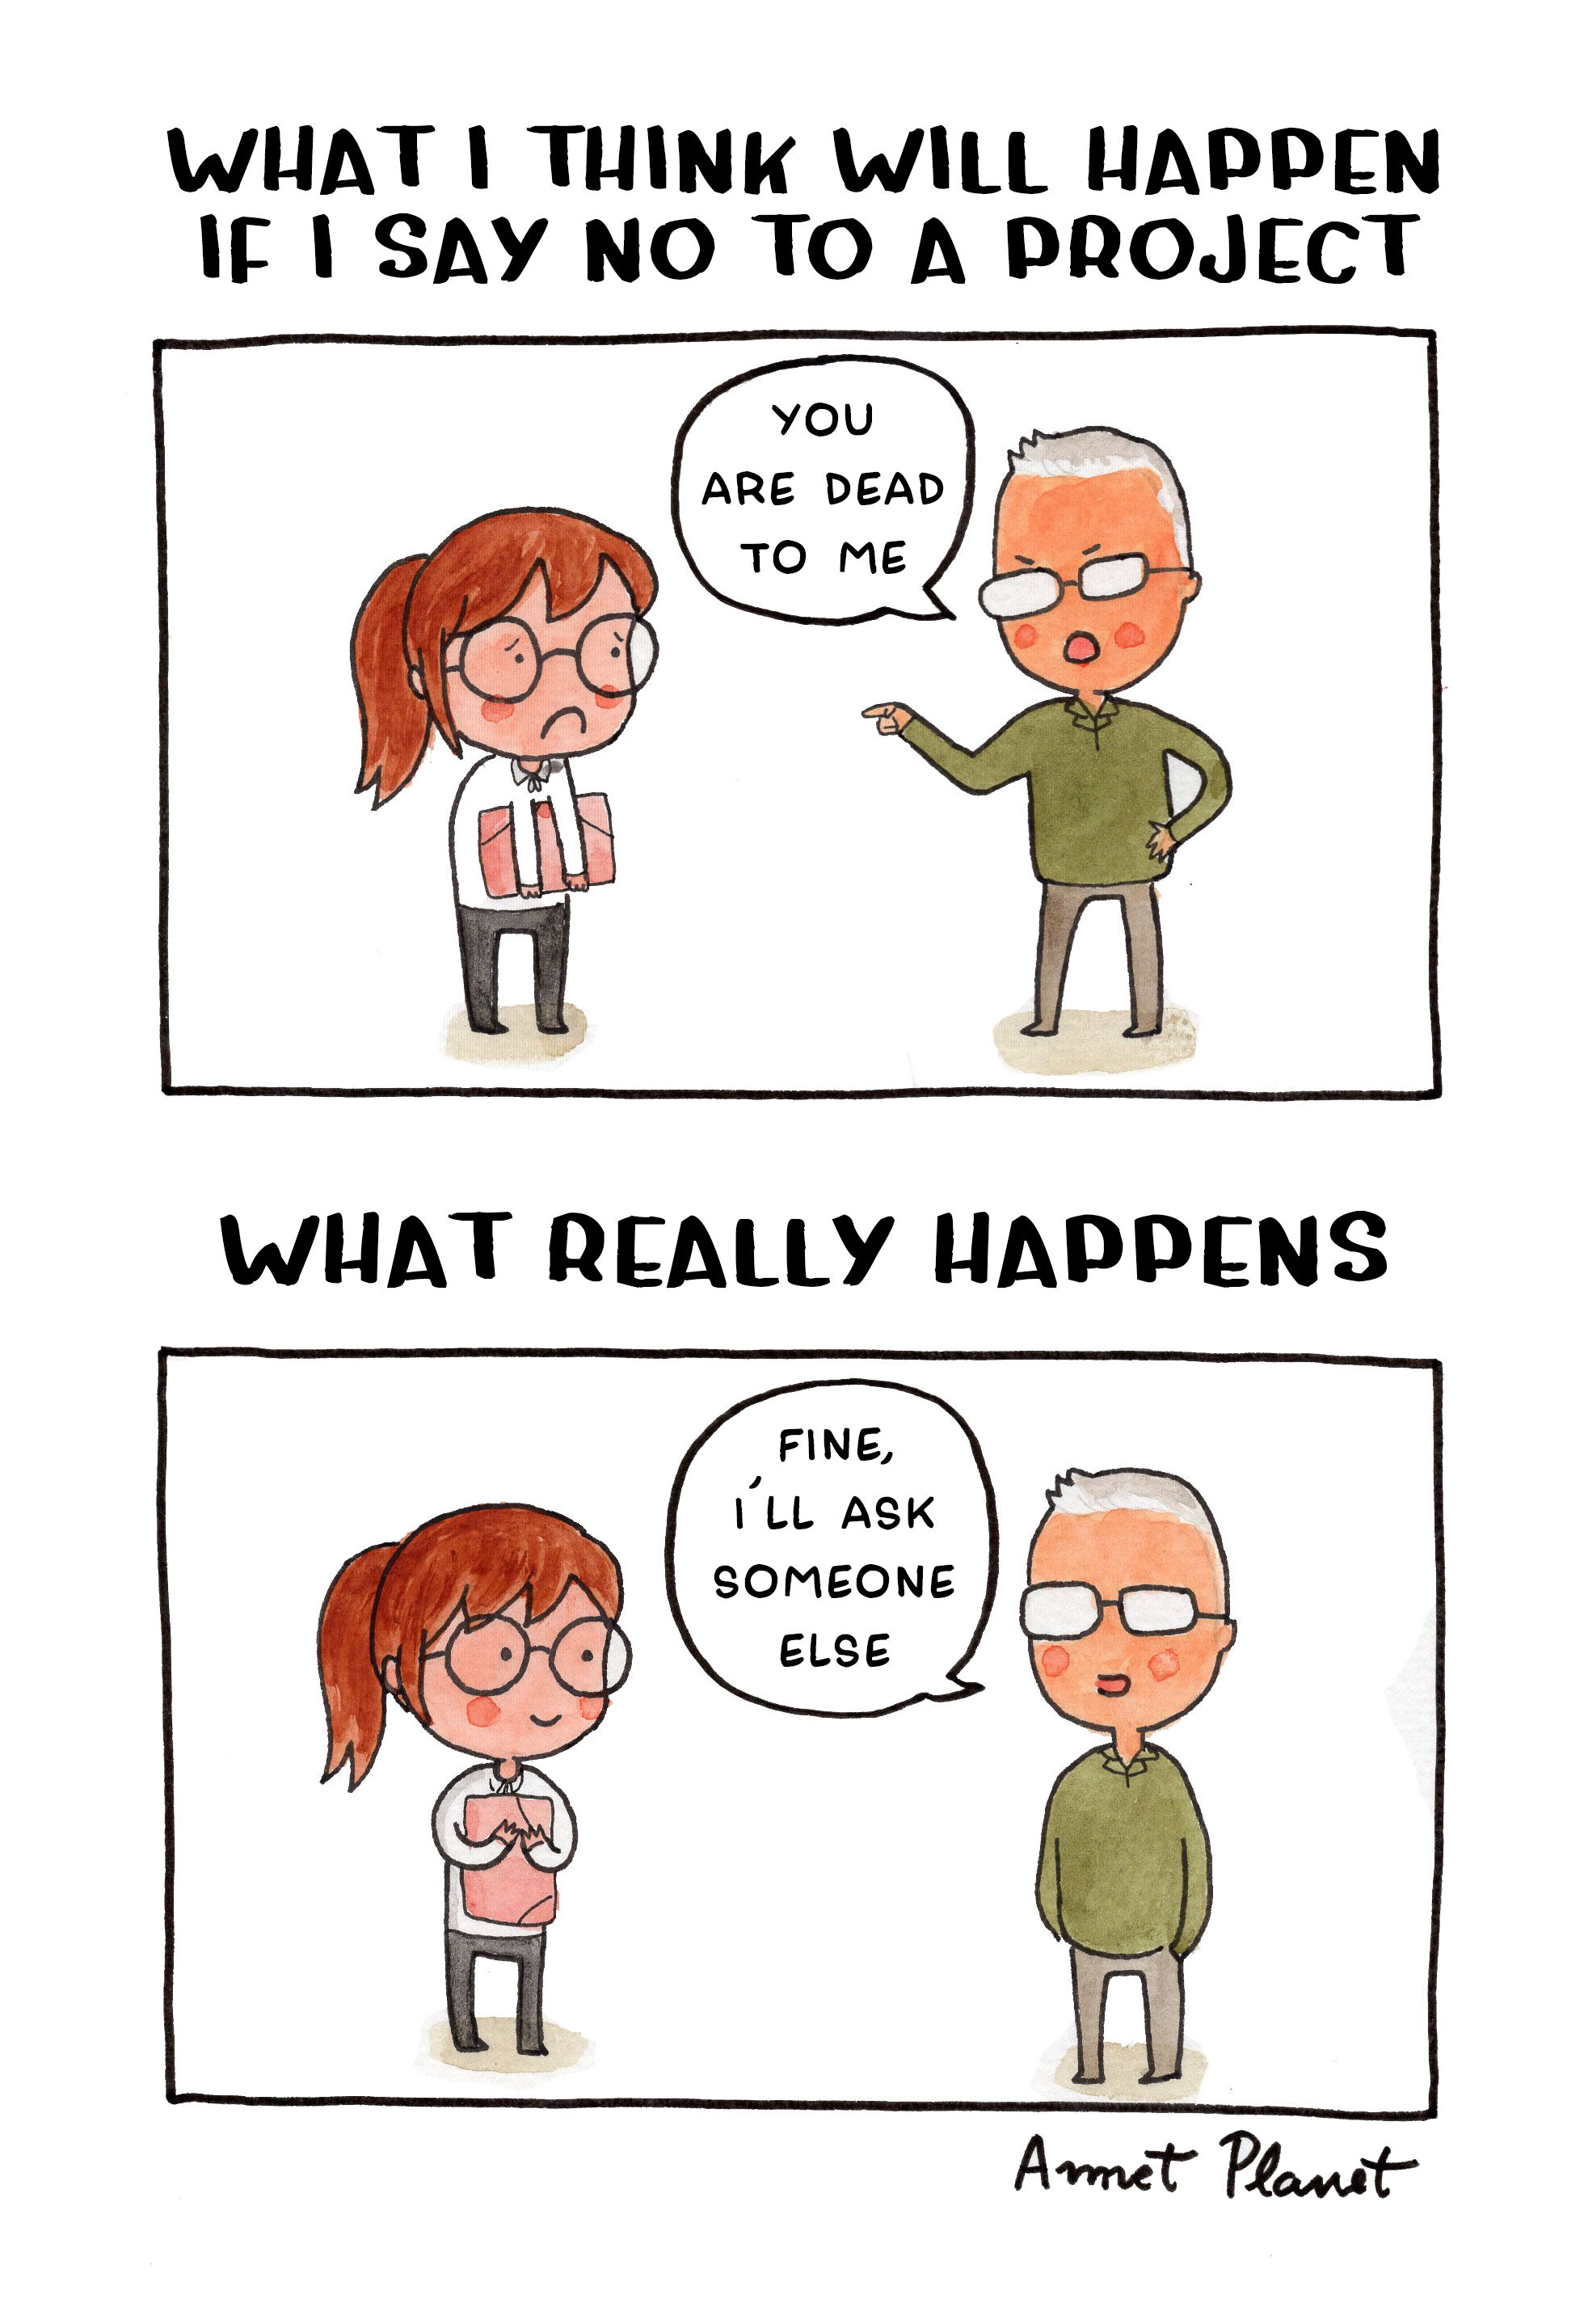 WHAT I THINK WILL HAPPEN
IF I SAY NO TO A PROJECT
YOU
ARE DEAD
TO ME
WHAT REALLY HAPPENS
FINE,
I'LL ASK
SOMEONE
ELSE
Annet Planet